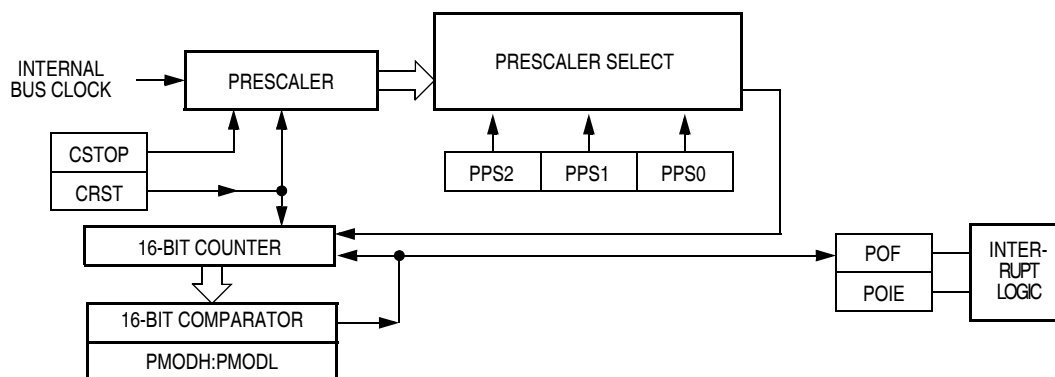 INTERNAL
BUS CLOCK
PRESCALER
PRESCALER SELECT
CSTOP
CRST
PPS2
PPS1
PPS0
16-BIT COUNTER
16-BIT COMPARATOR
PMODH:PMODL
POF
POIE
INTER-
RUPT
LOGIC